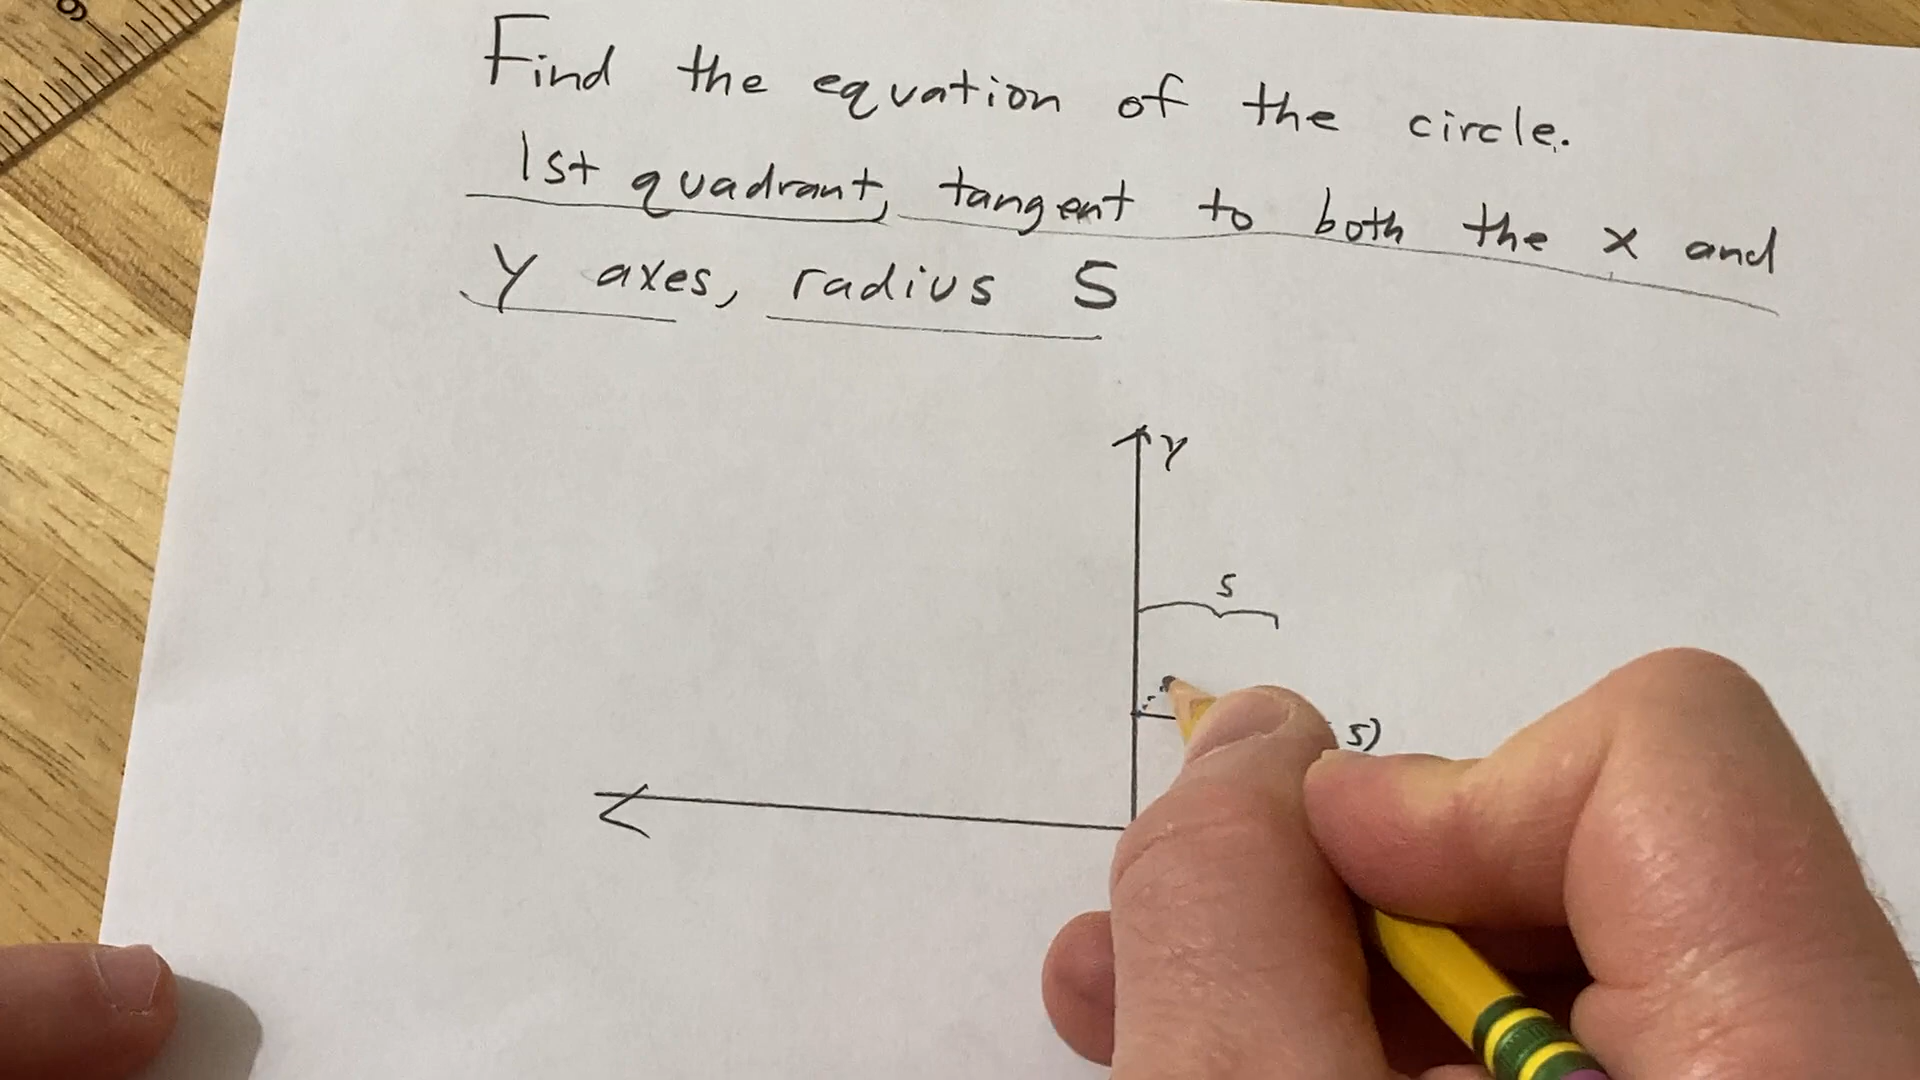 Find the equation of the circle.
1st quadrant, tangent to both the x and
y axes, radius 5
y
5
5)